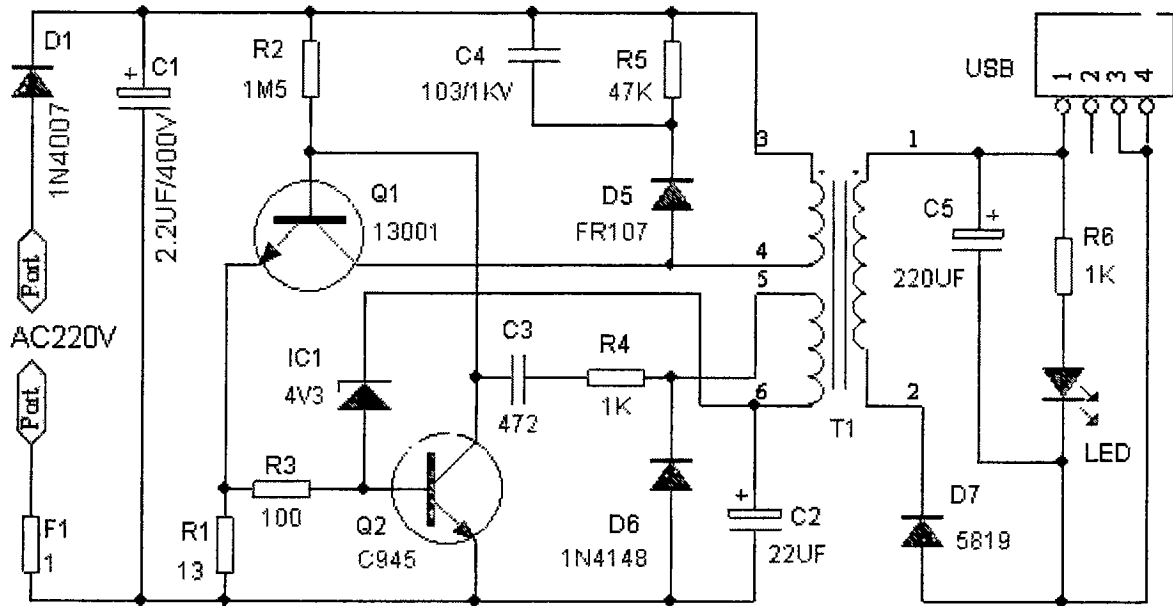 D1
1N4007
Port
AC220V
Port
F1
1
+
C1
2.2UF/400V
R2
1M5
Q1
13001
C4
103/1KV
R5
47K
D5
FR107
IC1
4V3
R3
100
R1
13
Q2
C945
C3
472
R4
1K
D6
1N4148
+
C2
22UF
3
4
5
6
1
2
T1
C5
+
220UF
USB
1
2
3
4
R6
1K
LED
D7
5819